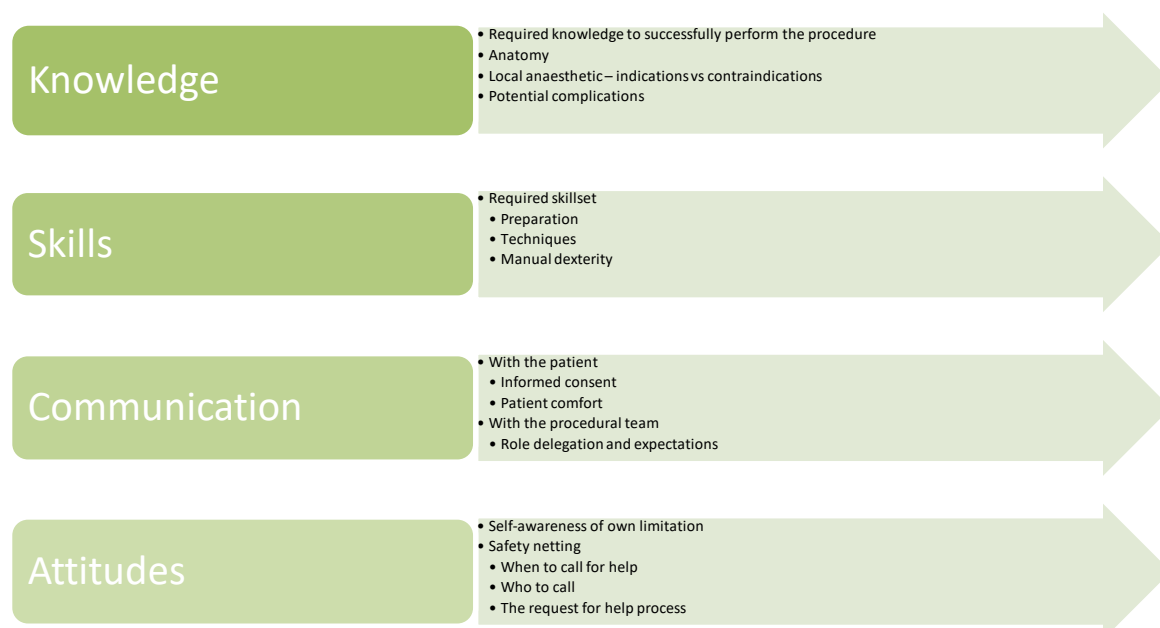 Knowledge
• Required knowledge to successfully perform the procedure
• Anatomy
• Local anaesthetic – indications vs contraindications
• Potential complications
Skills
• Required skillset
• Preparation
• Techniques
• Manual dexterity
Communication
• With the patient
• Informed consent
• Patient comfort
• With the procedural team
• Role delegation and expectations
Attitudes
• Self-awareness of own limitation
• Safety netting
• When to call for help
• Who to call
• The request for help process